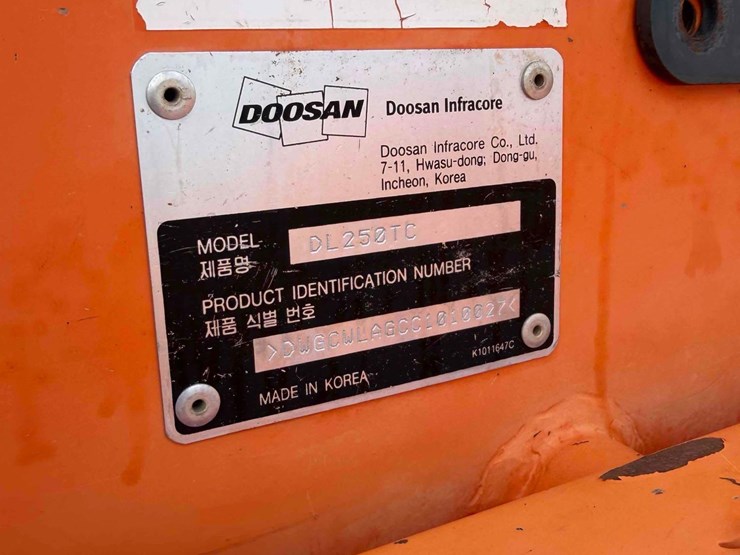 DOOSAN Doosan Infracore
Doosan Infracore Co., Ltd.
7-11, Hwasu-dong, Dong-gu,
Incheon, Korea
MODEL DL250TC
제품명
PRODUCT IDENTIFICATION NUMBER
제품 식별 번호
>DWGCWLAGCC1010027<
MADE IN KOREA
K1011647C